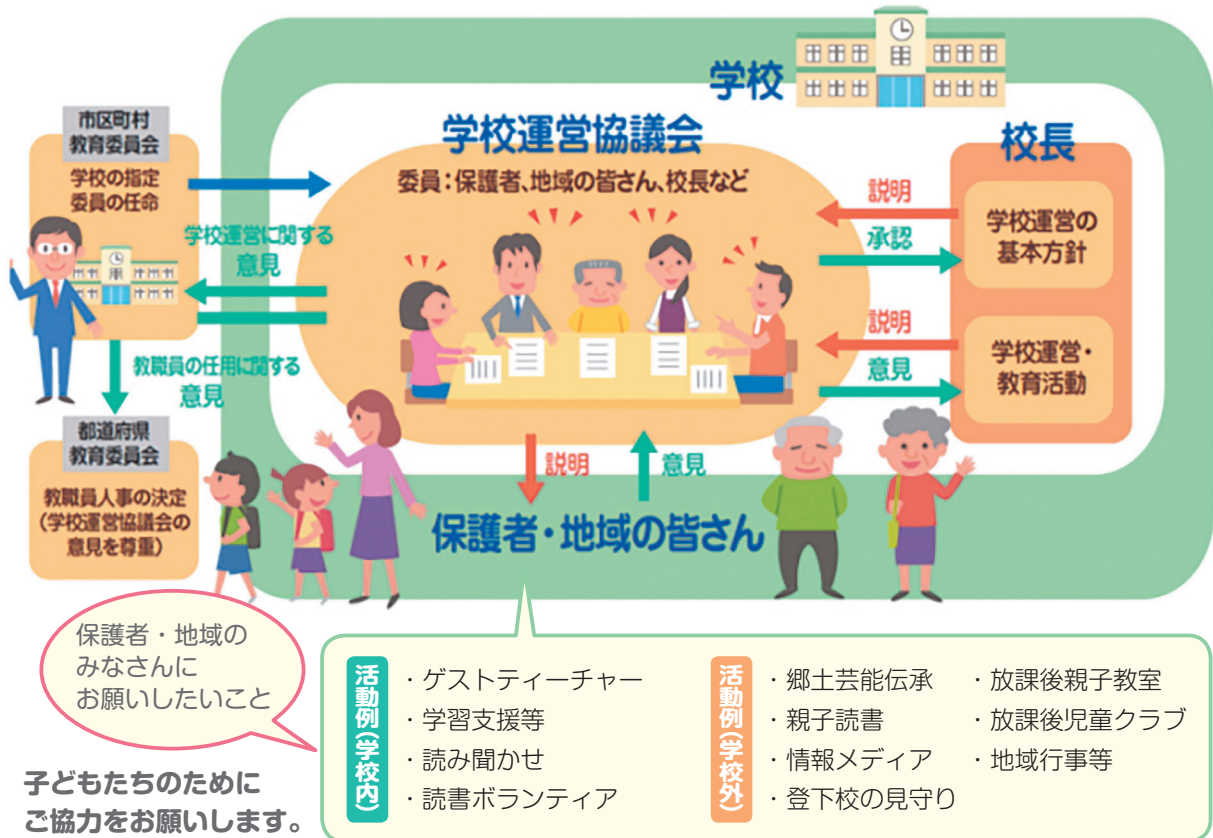 学校
市区町村
教育委員会
学校の指定
委員の任命
学校運営協議会
委員:保護者、地域の皆さん、校長など
校長
説明
承認
学校運営の
基本方針
説明
意見
学校運営・
教育活動
学校運営に関する
意見
教職員の任用に関する
意見
都道府県
教育委員会
教職員人事の決定
(学校運営協議会の
意見を尊重)
説明
意見
保護者・地域の皆さん
保護者・地域の
みなさんに
お願いしたいこと
子どもたちのために
ご協力をお願いします。
活動例(学校内)
・ゲストティーチャー
・学習支援等
・読み聞かせ
・読書ボランティア
活動例(学校外)
・郷土芸能伝承
・親子読書
・情報メディア
・登下校の見守り
・放課後親子教室
・放課後児童クラブ
・地域行事等